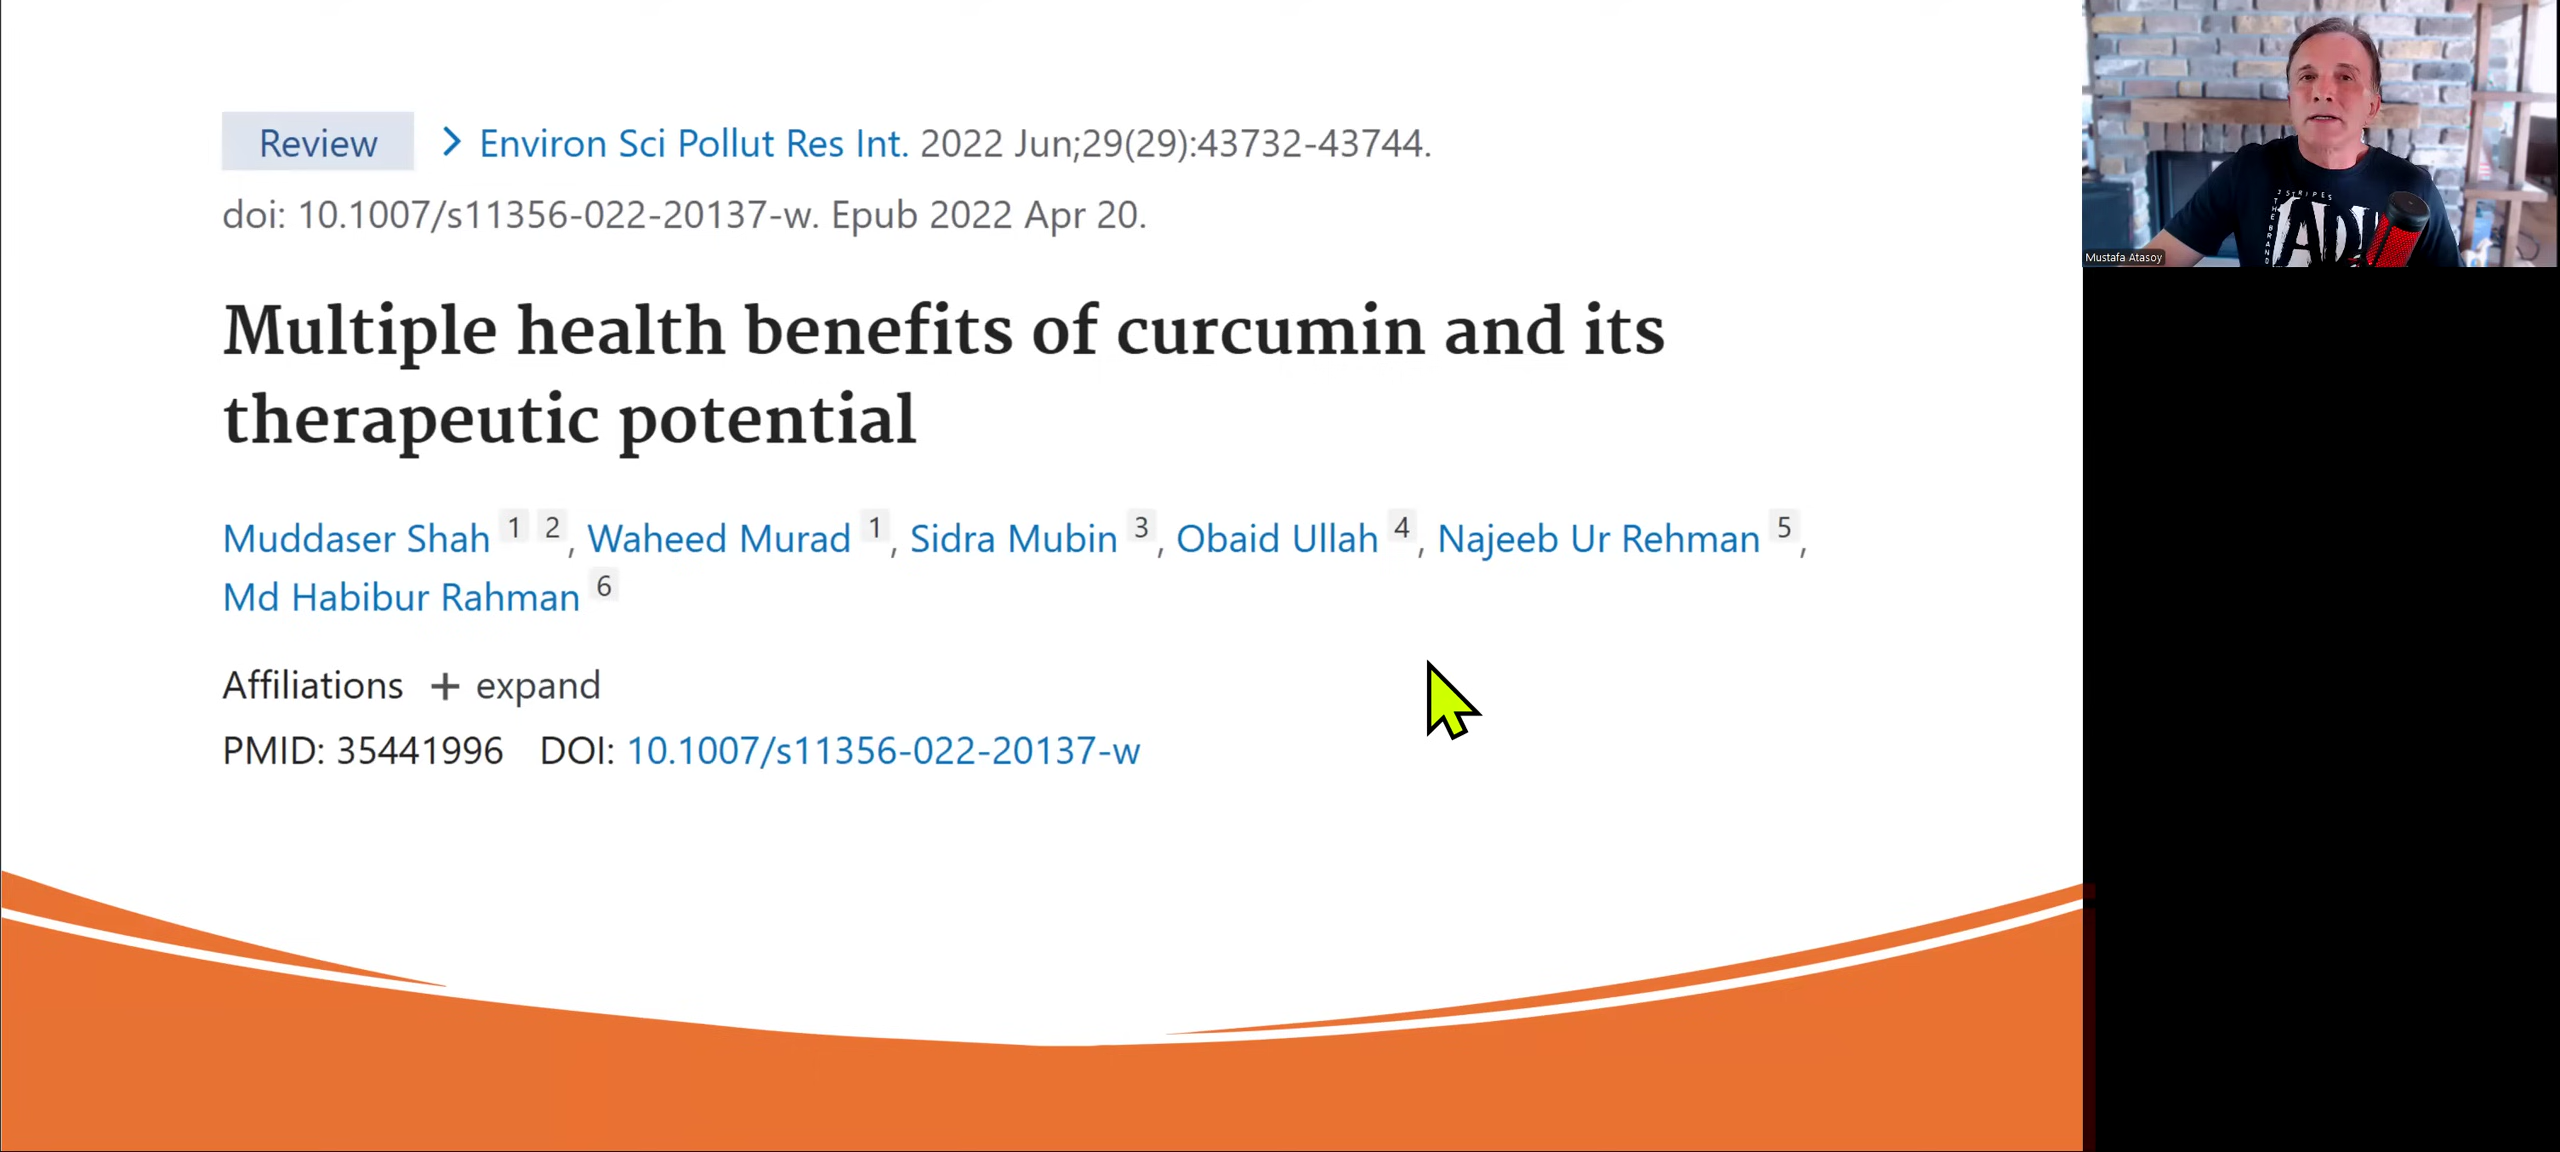 Review > Environ Sci Pollut Res Int. 2022 Jun;29(29):43732-43744.
doi: 10.1007/s11356-022-20137-w. Epub 2022 Apr 20.
Multiple health benefits of curcumin and its
therapeutic potential
Muddaser Shah 1 2, Waheed Murad 1, Sidra Mubin 3, Obaid Ullah 4, Najeeb Ur Rehman 5,
Md Habibur Rahman 6
Affiliations + expand
PMID: 35441996 DOI: 10.1007/s11356-022-20137-w
3STRIPES
THE BRAND
Mustafa Atasoy